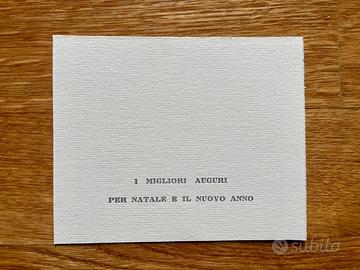 I MIGLIORI AUGURI
PER NATALE E IL NUOVO ANNO
subito